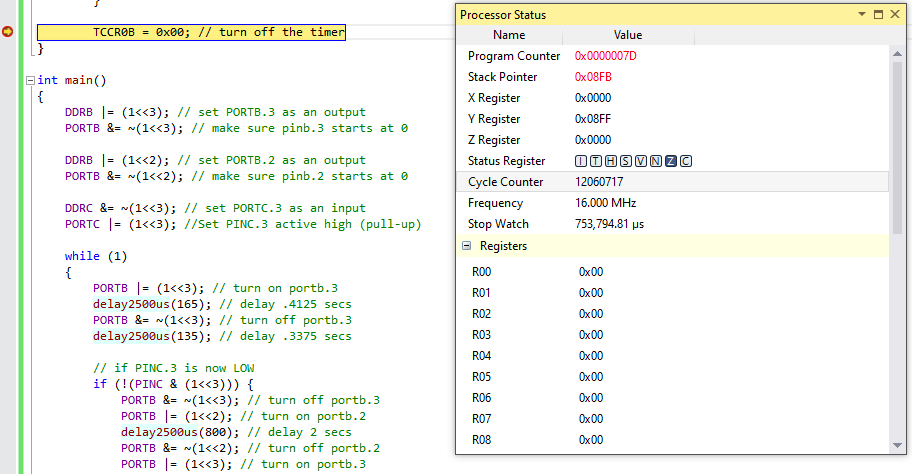 }
TCCR0B = 0x00; // turn off the timer
}
int main()
{
DDRB |= (1<<3); // set PORTB.3 as an output
PORTB &= ~(1<<3); // make sure pinb.3 starts at 0
DDRB |= (1<<2); // set PORTB.2 as an output
PORTB &= ~(1<<2); // make sure pinb.2 starts at 0
DDRC &= ~(1<<3); // Set PORTC.3 as an input
PORTC |= (1<<3); //Set PINC.3 active high (pull-up)
while (1)
{
PORTB |= (1<<3); // turn on portb.3
delay2500us(165); // delay .4125 secs
PORTB &= ~(1<<3); // turn off portb.3
delay2500us(135); // delay .3375 secs
// if PINC.3 is now LOW
if (!(PINC & (1<<3))) {
PORTB &= ~(1<<3); // turn off portb.3
PORTB |= (1<<2); // turn on portb.2
delay2500us(800); // delay 2 secs
PORTB &= ~(1<<2); // turn off portb.2
PORTB |= (1<<3); // turn on portb.3
Processor Status
Name Value
Program Counter 0x0000007D
Stack Pointer 0x08FB
X Register 0x0000
Y Register 0x08FF
Z Register 0x0000
Status Register I T H S V N Z C
Cycle Counter 12060717
Frequency 16.000 MHz
Stop Watch 753,794.81 µs
Registers
R00 0x00
R01 0x00
R02 0x00
R03 0x00
R04 0x00
R05 0x00
R06 0x00
R07 0x00
R08 0x00